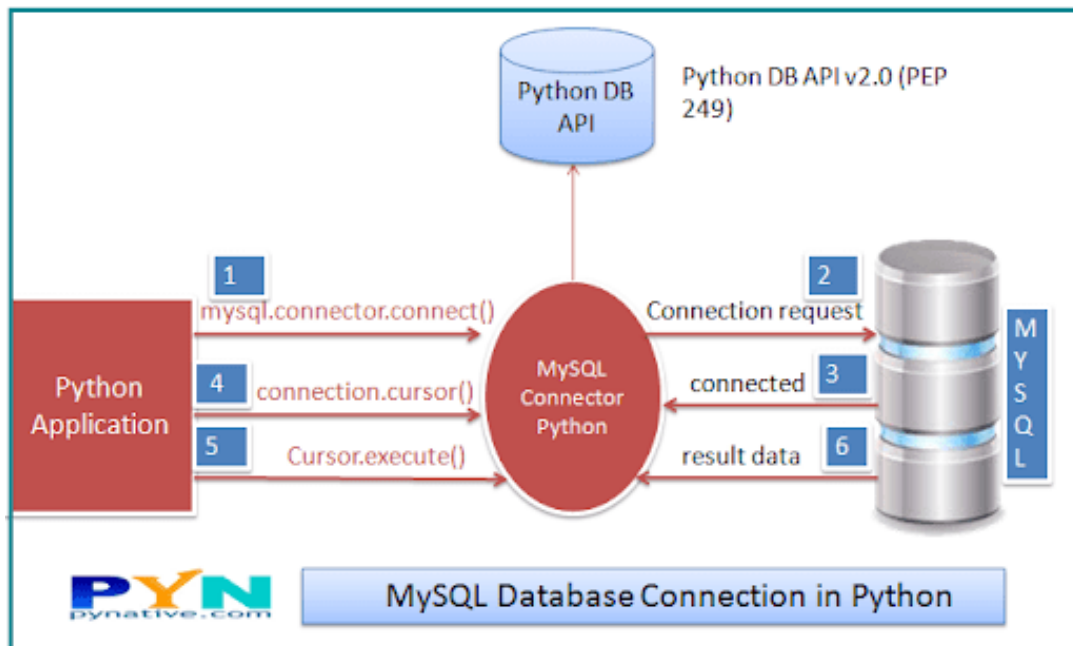 Python DB
API
Python DB API v2.0 (PEP
249)
1
mysql.connector.connect()
2
Connection request
4
connection.cursor()
3
connected
5
Cursor.execute()
6
result data
Python
Application
MySQL
Connector
Python
M
Y
S
Q
L
PYN
pynative.com
MySQL Database Connection in Python